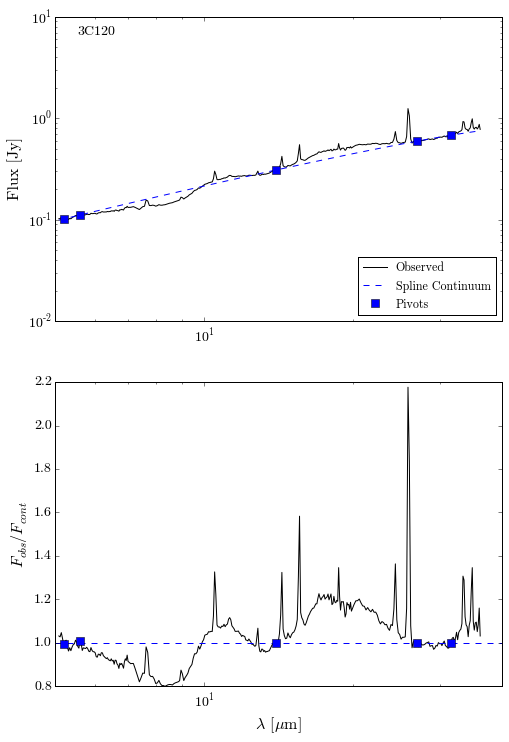 10^1
3C120
10^0
Flux [Jy]
10^-1
Observed
Spline Continuum
Pivots
10^-2
10^1
2.2
2.0
1.8
1.6
F_obs/F_cont
1.4
1.2
1.0
0.8
10^1
λ [μm]